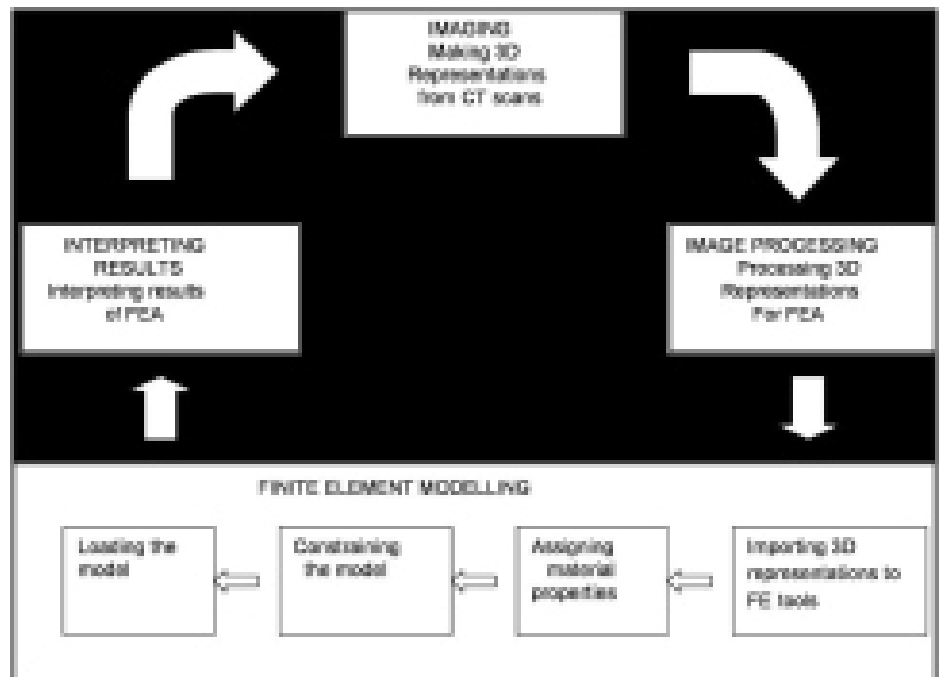 IMAGING
Making 3D
Representations
from CT scans
INTERPRETING
RESULTS
Interpreting results
of FEA
IMAGE PROCESSING
Processing 3D
Representations
For FEA
FINITE ELEMENT MODELLING
Loading the
model
Constraining
the model
Assigning
material
properties
Importing 3D
representations to
FE tools